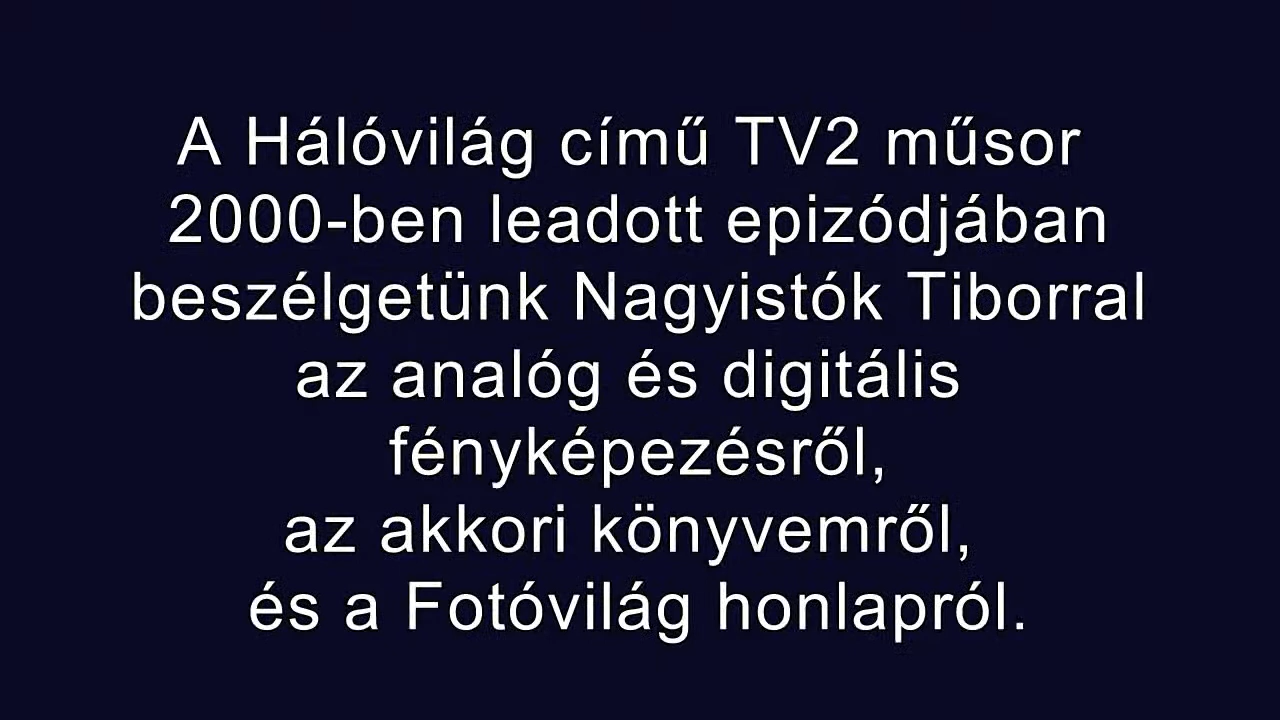 A Hálóvilág című TV2 műsor
2000-ben leadott epizódjában
beszélgetünk Nagyistók Tiborral
az analóg és digitális
fényképezésről,
az akkori könyvemről,
és a Fotóvilág honlapról.